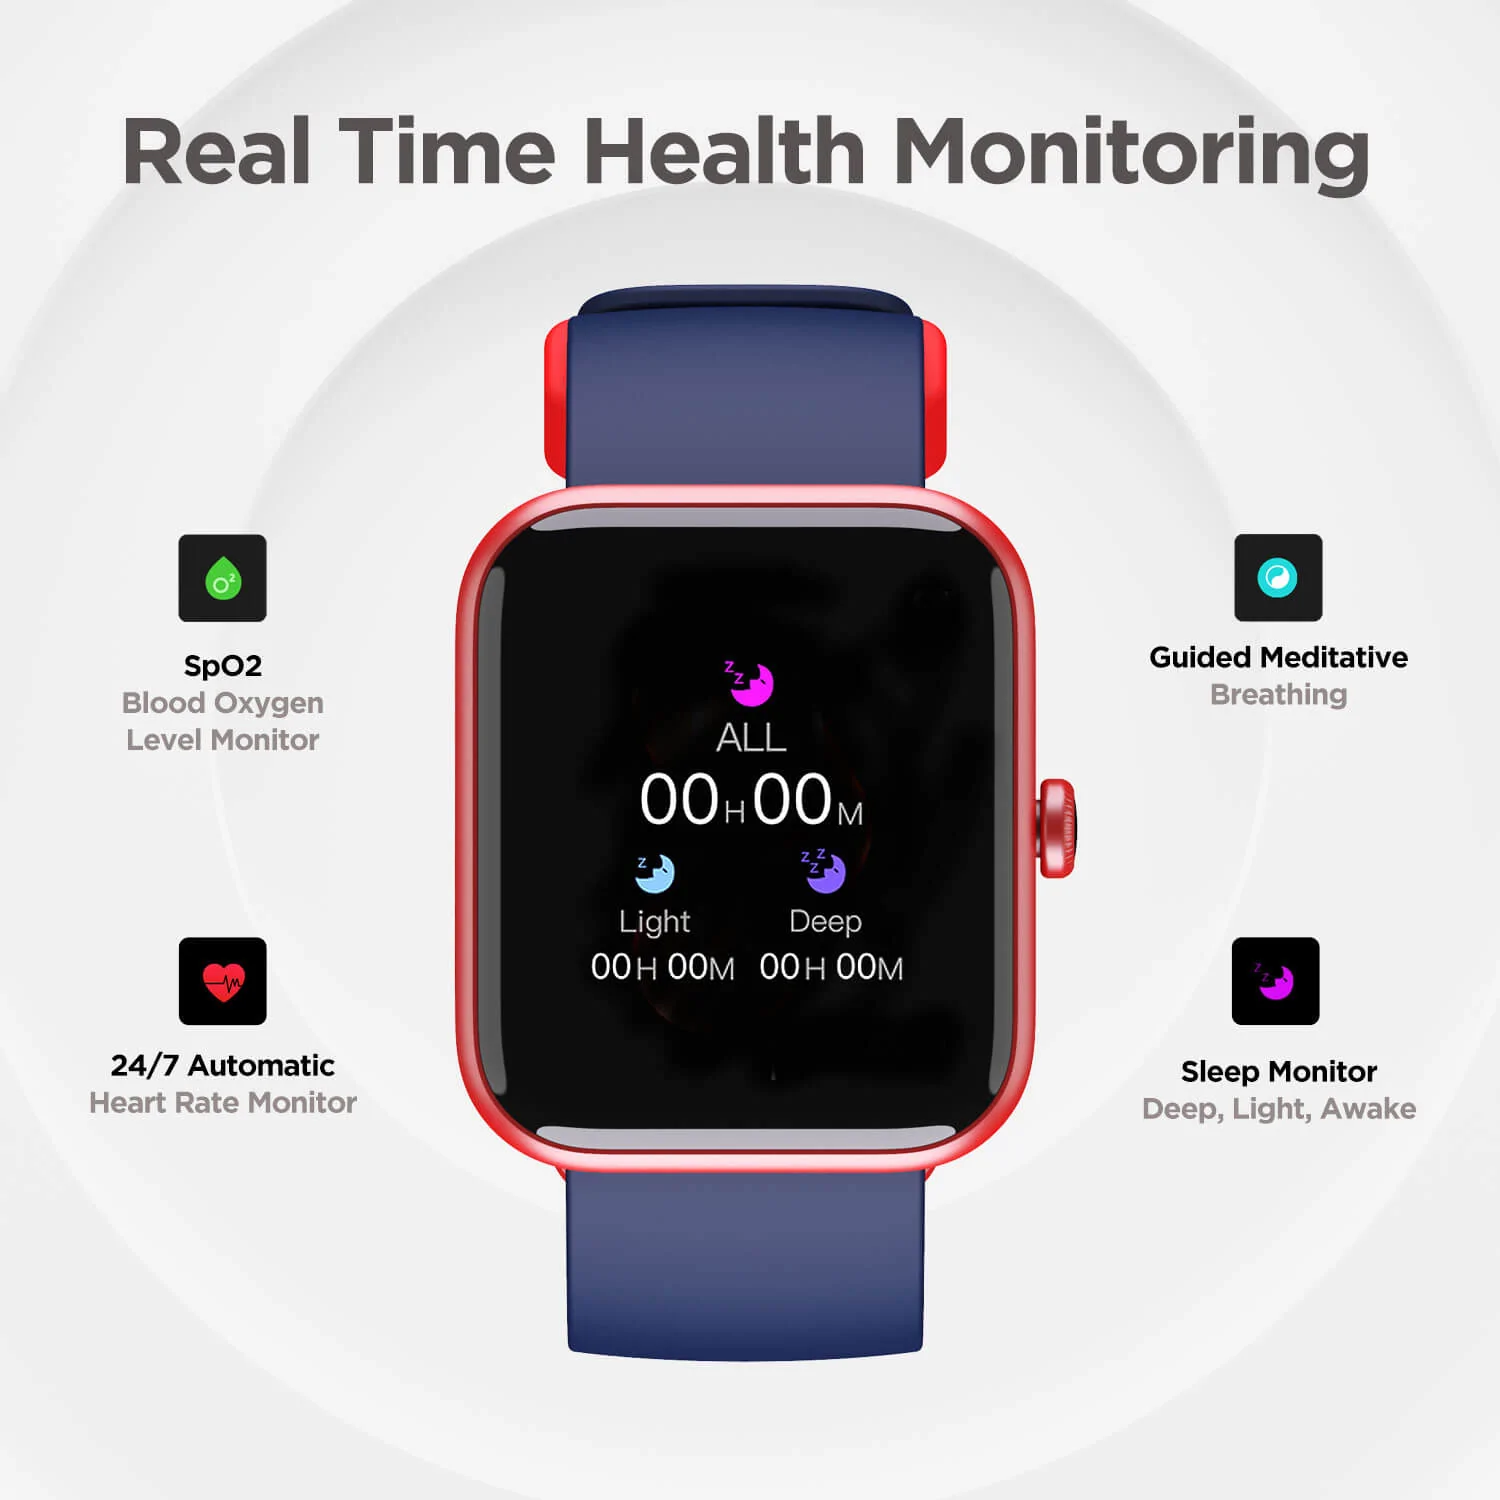 Real Time Health Monitoring
O²
SpO2
Blood Oxygen
Level Monitor
24/7 Automatic
Heart Rate Monitor
z
z
ALL
00H00M
z
z z
z
Light
Deep
00H 00M
00H 00M
Guided Meditative
Breathing
z
z
Sleep Monitor
Deep, Light, Awake